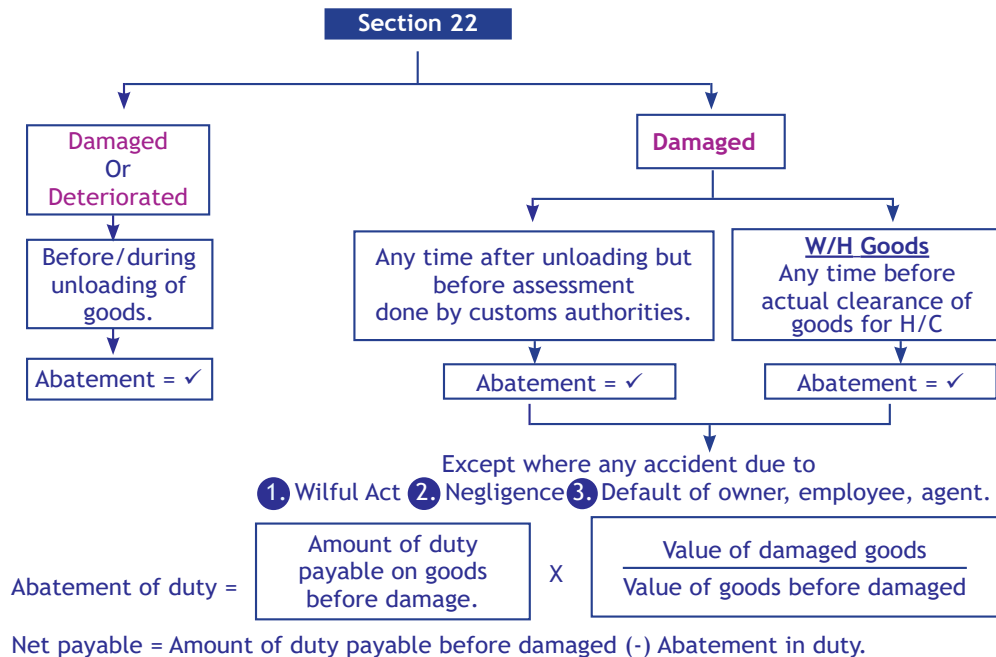 Section 22
Damaged
Or
Deteriorated
Before/during
unloading of
goods.
Abatement = ✓
Damaged
Any time after unloading but
before assessment
done by customs authorities.
Abatement = ✓
W/H Goods
Any time before
actual clearance of
goods for H/C
Abatement = ✓
Except where any accident due to
1. Wilful Act 2. Negligence 3. Default of owner, employee, agent.
Abatement of duty =
Amount of duty
payable on goods
before damage.
X
Value of damaged goods
Value of goods before damaged
Net payable = Amount of duty payable before damaged (-) Abatement in duty.